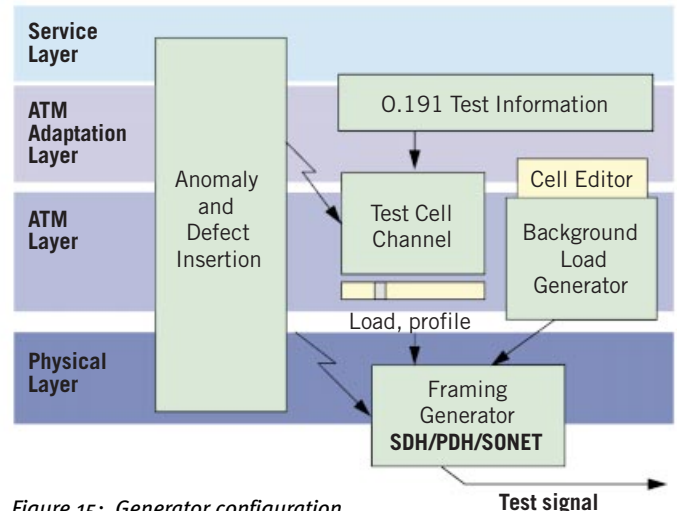 Service
Layer
ATM
Adaptation
Layer
ATM
Layer
Physical
Layer
Anomaly
and
Defect
Insertion
O.191 Test Information
Test Cell
Channel
Load, profile
Cell Editor
Background
Load
Generator
Framing
Generator
SDH/PDH/SONET
Test signal
Figure 15: Generator configuration